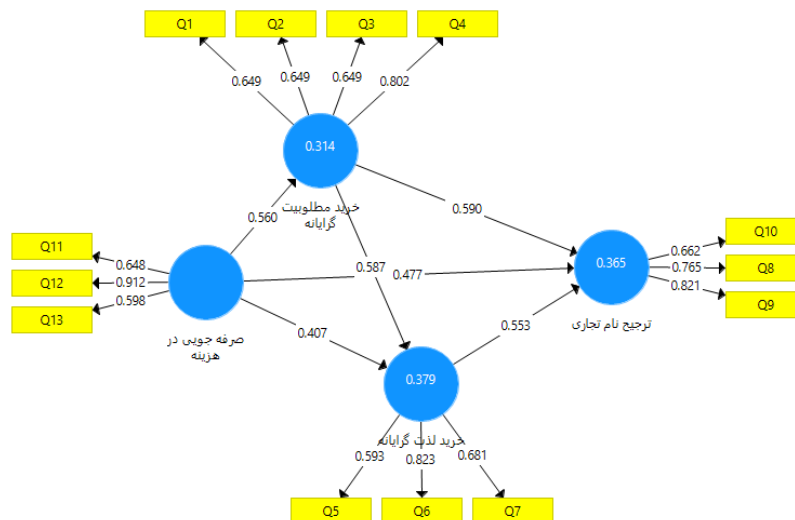 Q1
Q2
Q3
Q4
0.649
0.649
0.649
0.802
0.314
خرید مطلوبیت
گرایانه
0.560
0.590
Q11
Q12
Q13
0.648
0.912
0.598
صرفه جویی در
هزینه
0.587
0.477
0.407
0.365
ترجیح نام تجاری
0.662
0.765
0.821
Q10
Q8
Q9
0.553
0.379
خرید لذت گرایانه
0.593
0.823
0.681
Q5
Q6
Q7